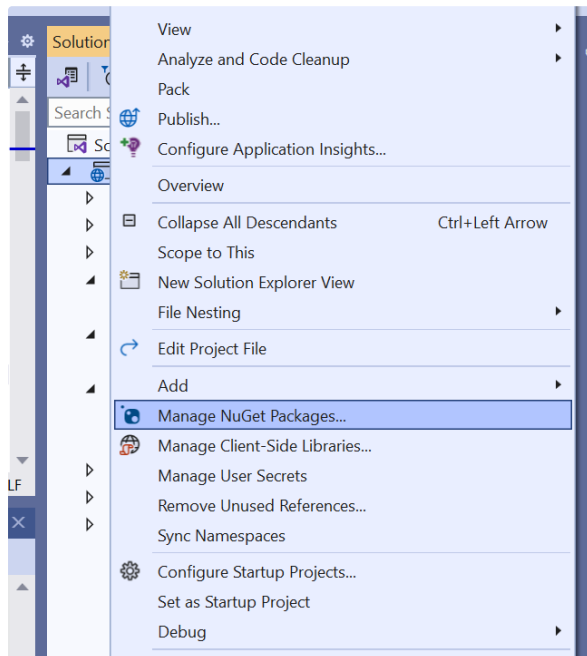 View
Solution
Analyze and Code Cleanup
Pack
Search
Publish...
Configure Application Insights...
Overview
Collapse All Descendants Ctrl+Left Arrow
Scope to This
New Solution Explorer View
File Nesting
Edit Project File
Add
Manage NuGet Packages...
Manage Client-Side Libraries...
Manage User Secrets
LF
Remove Unused References...
Sync Namespaces
Configure Startup Projects...
Set as Startup Project
Debug